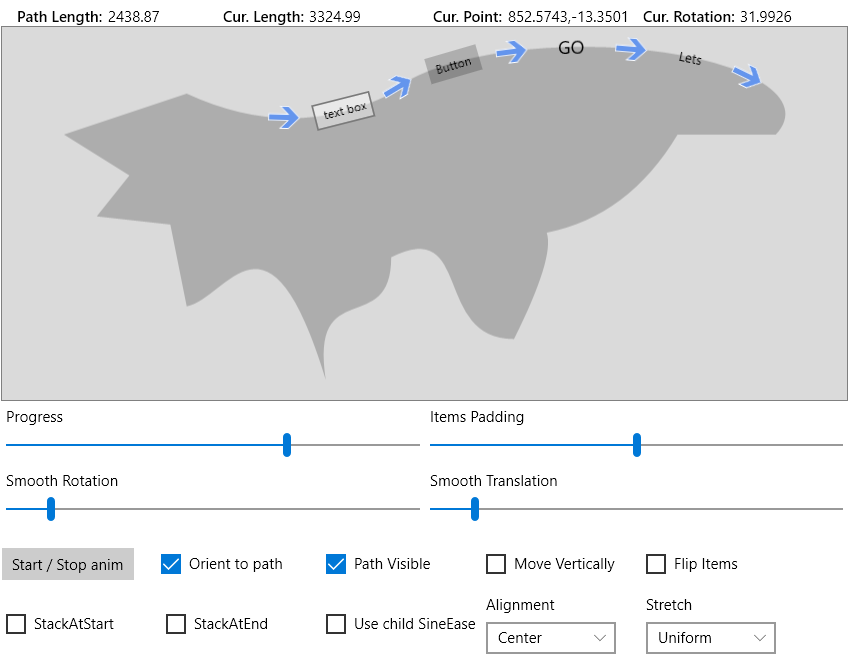 Path Length: 2438.87 Cur. Length: 3324.99 Cur. Point: 852.5743,-13.3501 Cur. Rotation: 31.9926
text box Button GO Lets
Progress Items Padding
Smooth Rotation Smooth Translation
Start / Stop anim Orient to path Path Visible Move Vertically Flip Items
Alignment Stretch
StackAtStart StackAtEnd Use child SineEase Center Uniform